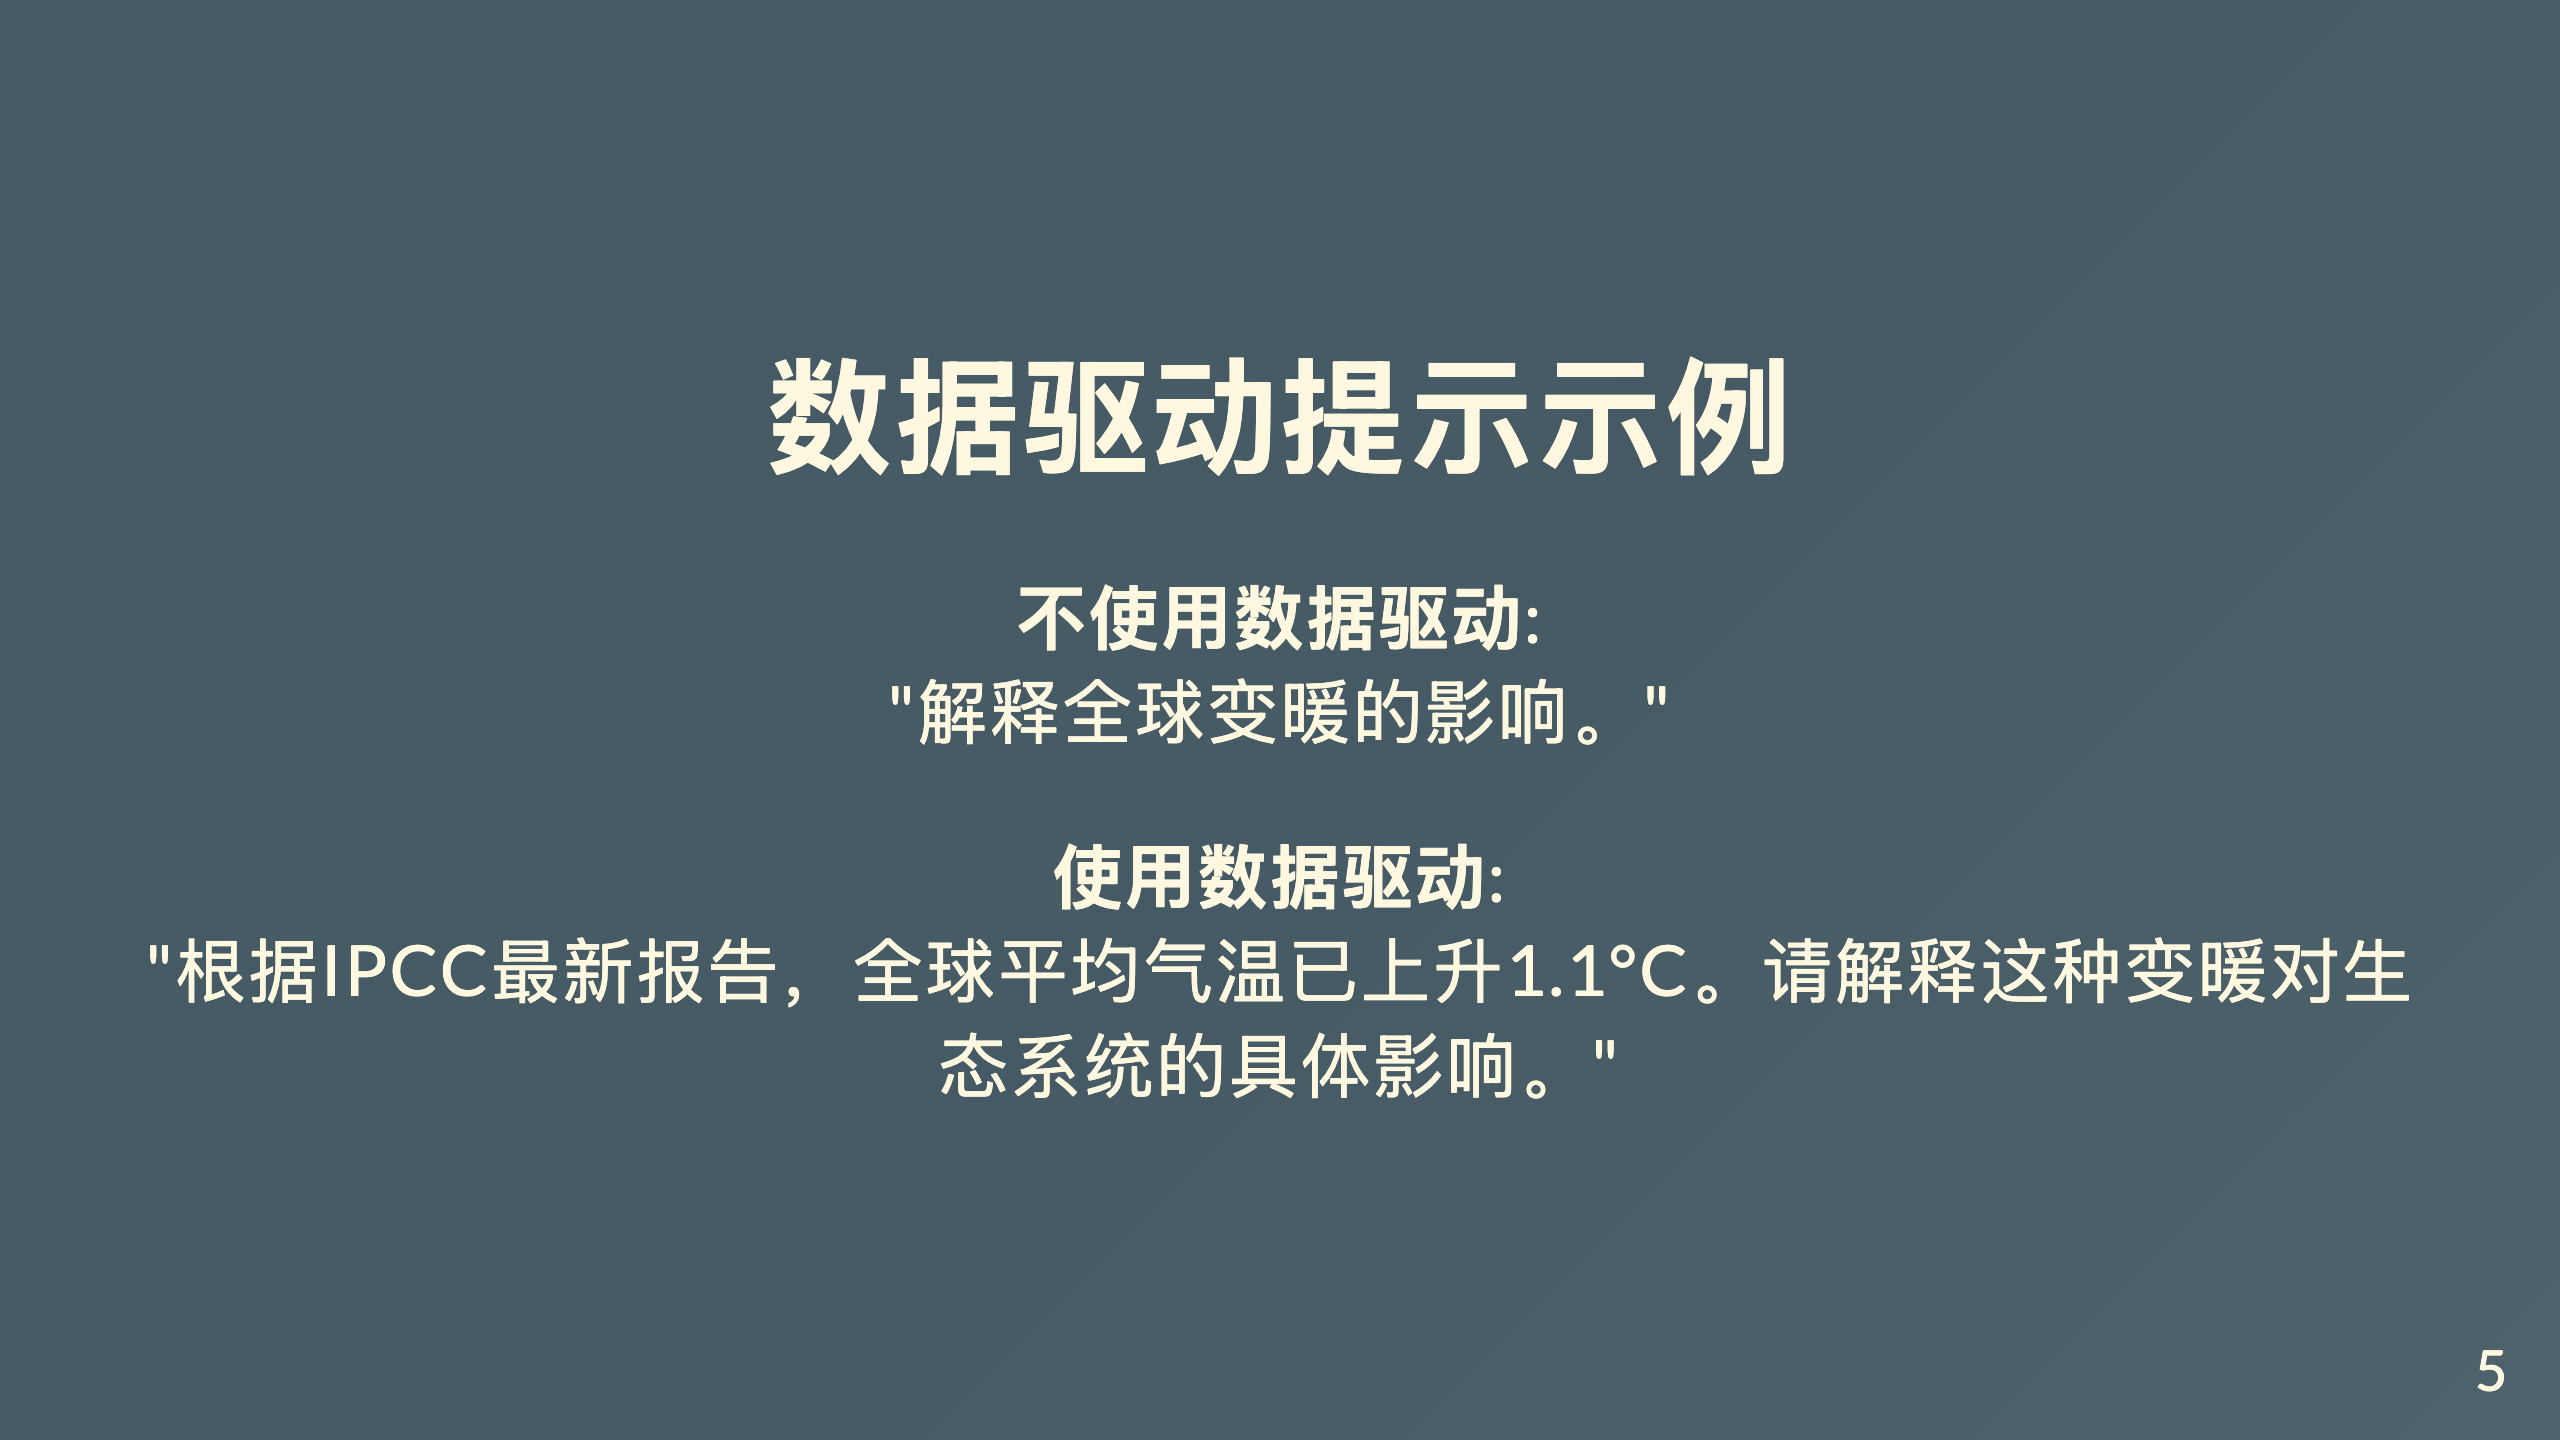 数据驱动提示示例
不使用数据驱动:
"解释全球变暖的影响。"
使用数据驱动:
"根据IPCC最新报告，全球平均气温已上升1.1°C。请解释这种变暖对生
态系统的具体影响。"
5